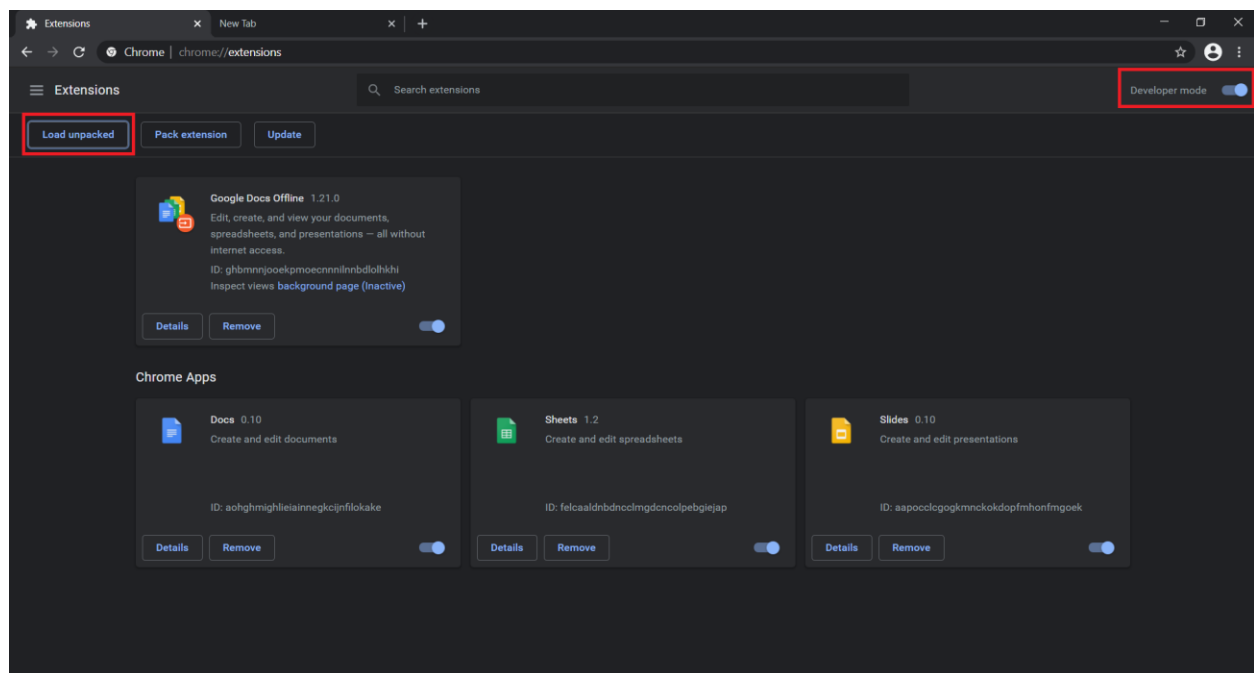 Extensions
New Tab
Chrome | chrome://extensions
Extensions
Search extensions
Developer mode
Load unpacked
Pack extension
Update
Google Docs Offline 1.21.0
Edit, create, and view your documents,
spreadsheets, and presentations — all without
internet access.
ID: ghbmnnjooekpmoecnnnilnnbdlolhkhi
Inspect views background page (Inactive)
Details
Remove
Chrome Apps
Docs 0.10
Create and edit documents
ID: aohghmighlieiainnegkcijnfilokake
Details
Remove
Sheets 1.2
Create and edit spreadsheets
ID: felcaaldnbdncclmgdcncolpebgiejap
Details
Remove
Slides 0.10
Create and edit presentations
ID: aapocclcgogkmnckokdopfmhonfmgoek
Details
Remove